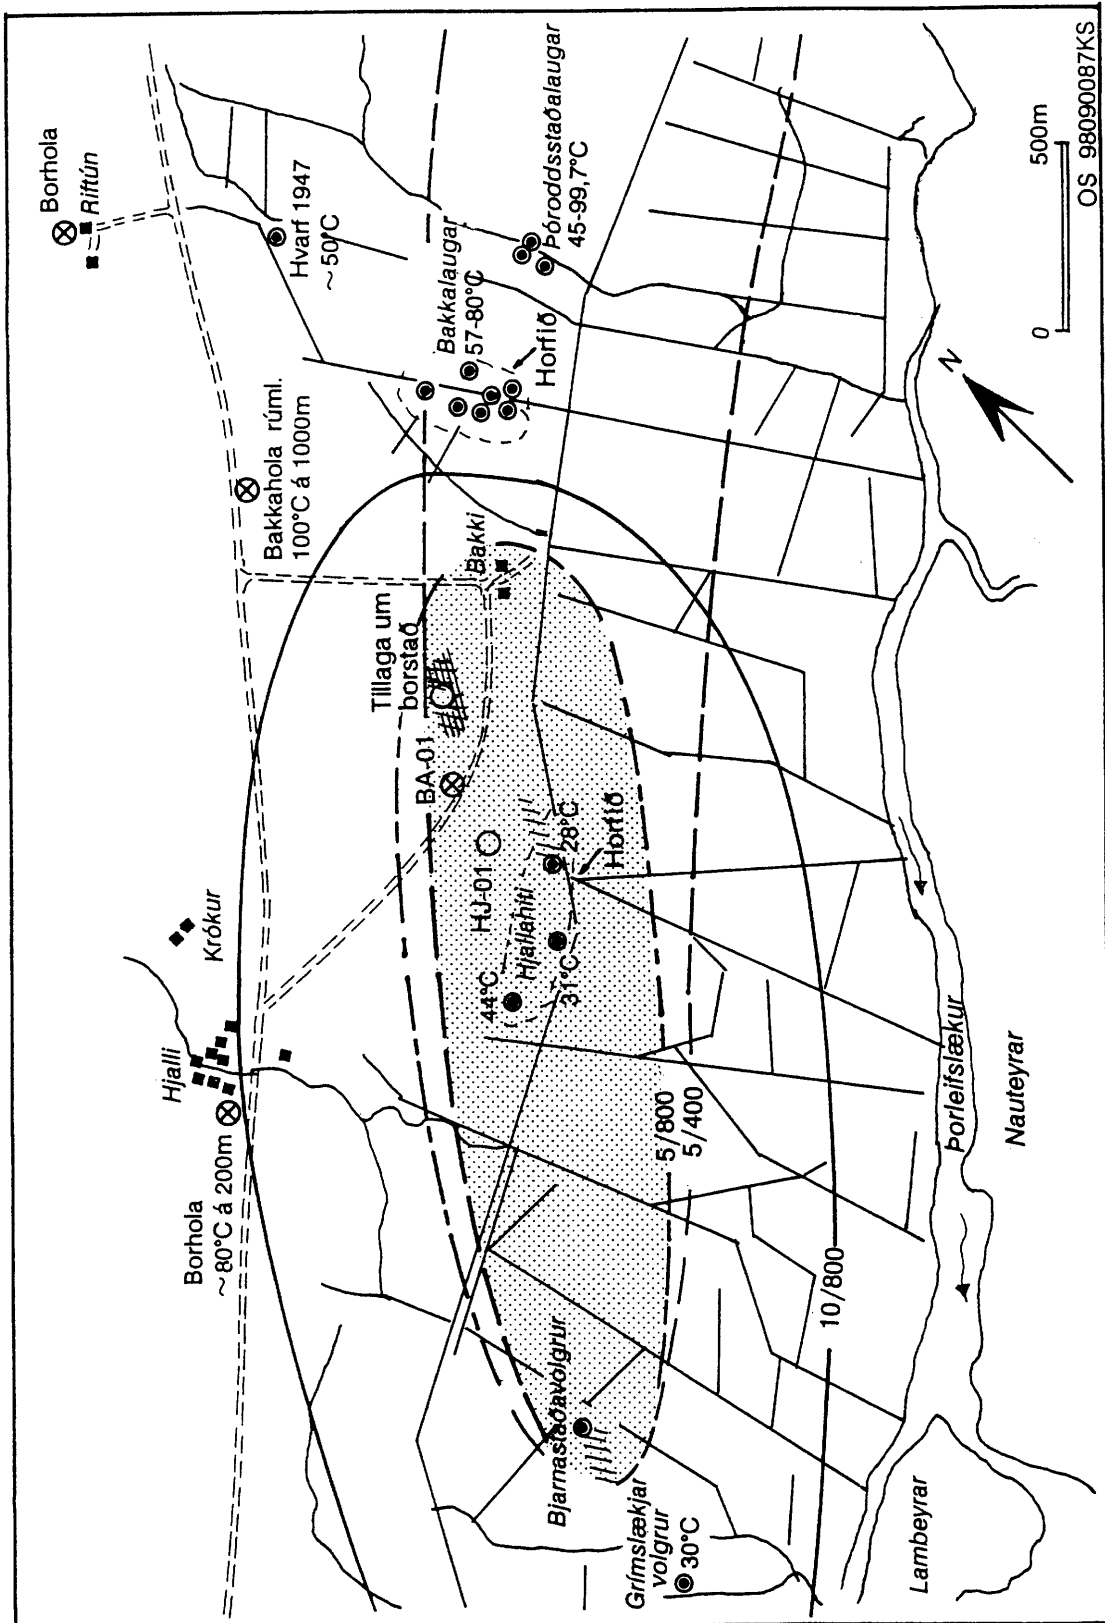 Borhola
Riftún
Hvarf 1947
~50°C
Bakkalaugar
57-80°C
Horfið
Þóroddsstaðalaugar
45-99,7°C
0
500m
OS 98090087KS
N
Bakkahola rúml.
100°C á 1000m
Bakki
Tillaga um
borstað
BA-01
HJ-01
Hjallahiti
28°C
Horfið
44°C
31°C
Krókur
Hjalli
Borhola
~80°C á 200m
5/800
5/400
10/800
Þorleifslækur
Nauteyrar
Bjarnastaðavolgrur
Grímslækjar
volgrur
30°C
Lambeyrar